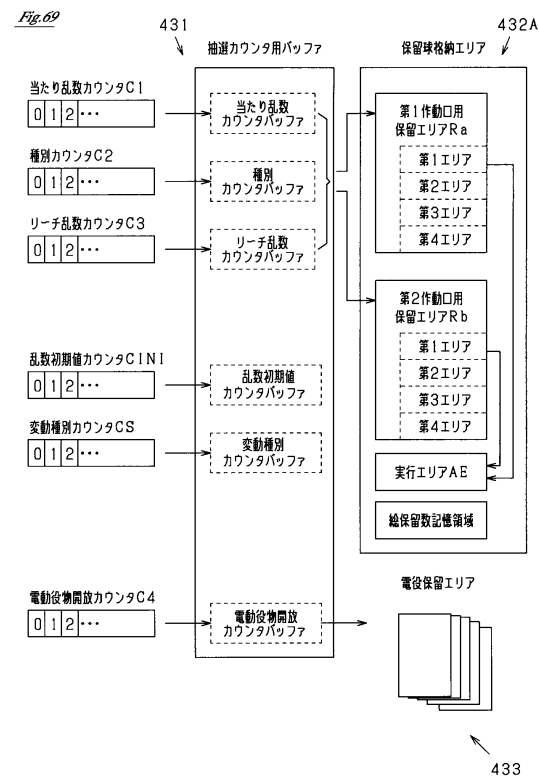 Fig.69
431
抽選カウンタ用バッファ
432A
保留球格納エリア
当たり乱数カウンタC1
0 1 2 ･･･
当たり乱数
カウンタバッファ
種別カウンタC2
0 1 2 ･･･
種別
カウンタバッファ
リーチ乱数カウンタC3
0 1 2 ･･･
リーチ乱数
カウンタバッファ
第1作動口用
保留エリアRa
第1エリア
第2エリア
第3エリア
第4エリア
第2作動口用
保留エリアRb
第1エリア
第2エリア
第3エリア
第4エリア
乱数初期値カウンタCINI
0 1 2 ･･･
乱数初期値
カウンタバッファ
変動種別カウンタCS
0 1 2 ･･･
変動種別
カウンタバッファ
実行エリアAE
総保留数記憶領域
電動役物開放カウンタC4
0 1 2 ･･･
電動役物開放
カウンタバッファ
電役保留エリア
433